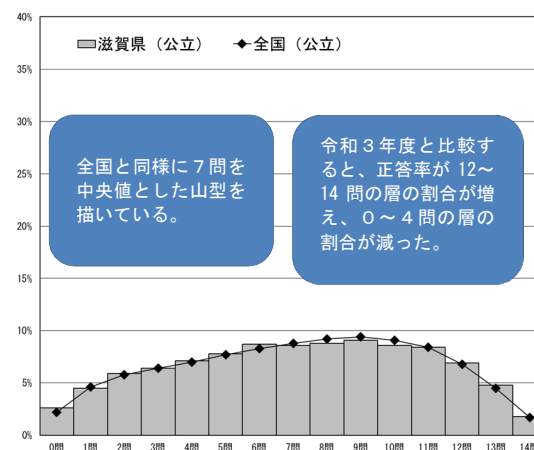 40%
滋賀県（公立） 全国（公立）
35%
30%
全国と同様に７問を
中央値とした山型を
描いている。
令和３年度と比較す
ると、正答率が 12～
14 問の層の割合が増
え、０～４問の層の
割合が減った。
25%
20%
15%
10%
5%
0%
0問 1問 2問 3問 4問 5問 6問 7問 8問 9問 10問 11問 12問 13問 14問